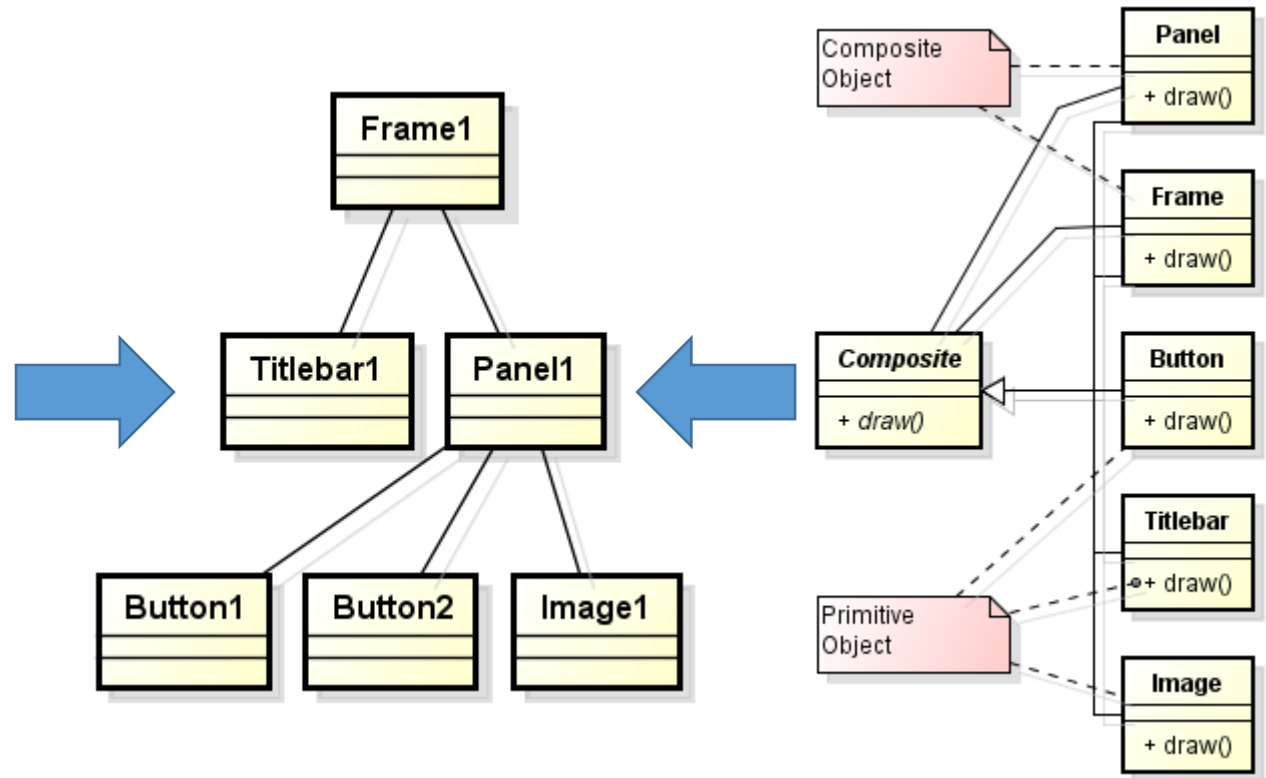 Frame1
Titlebar1
Panel1
Button1
Button2
Image1
Composite
Object
Composite
+ draw()
Primitive
Object
Panel
+ draw()
Frame
+ draw()
Button
+ draw()
Titlebar
+ draw()
Image
+ draw()